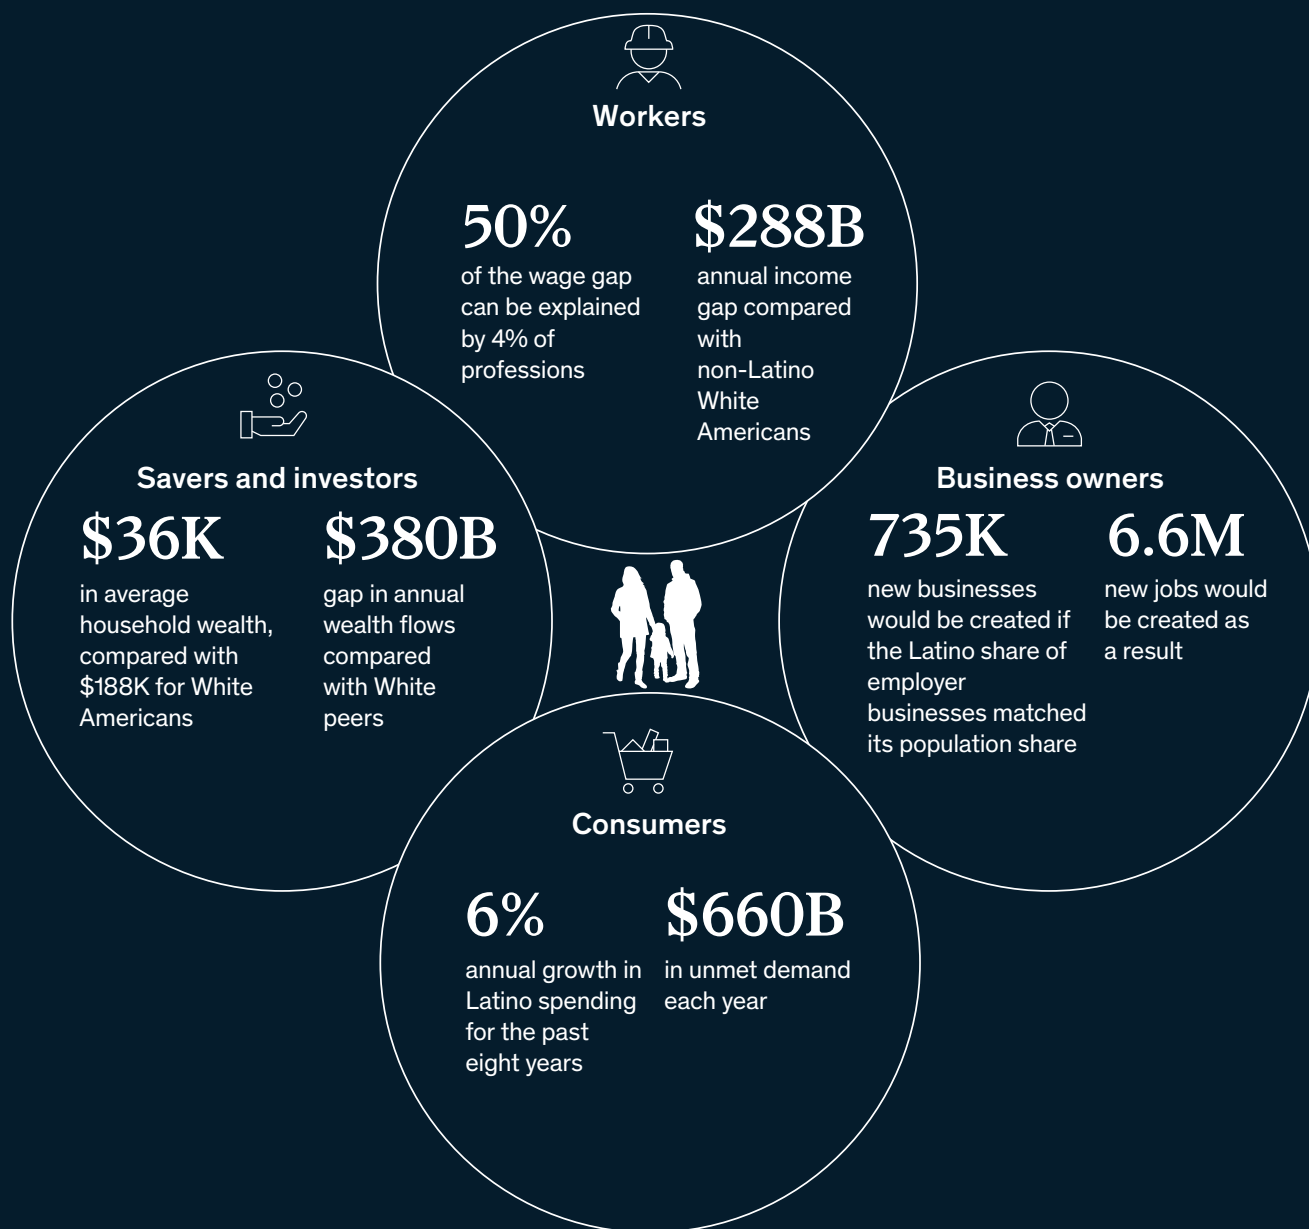 Workers
50%
of the wage gap
can be explained
by 4% of
professions
$288B
annual income
gap compared
with
non-Latino
White
Americans
Savers and investors
$36K
in average
household wealth,
compared with
$188K for White
Americans
$380B
gap in annual
wealth flows
compared
with White
peers
Business owners
735K
new businesses
would be created if
the Latino share of
employer
businesses matched
its population share
6.6M
new jobs would
be created as
a result
Consumers
6%
annual growth in
Latino spending
for the past
eight years
$660B
in unmet demand
each year